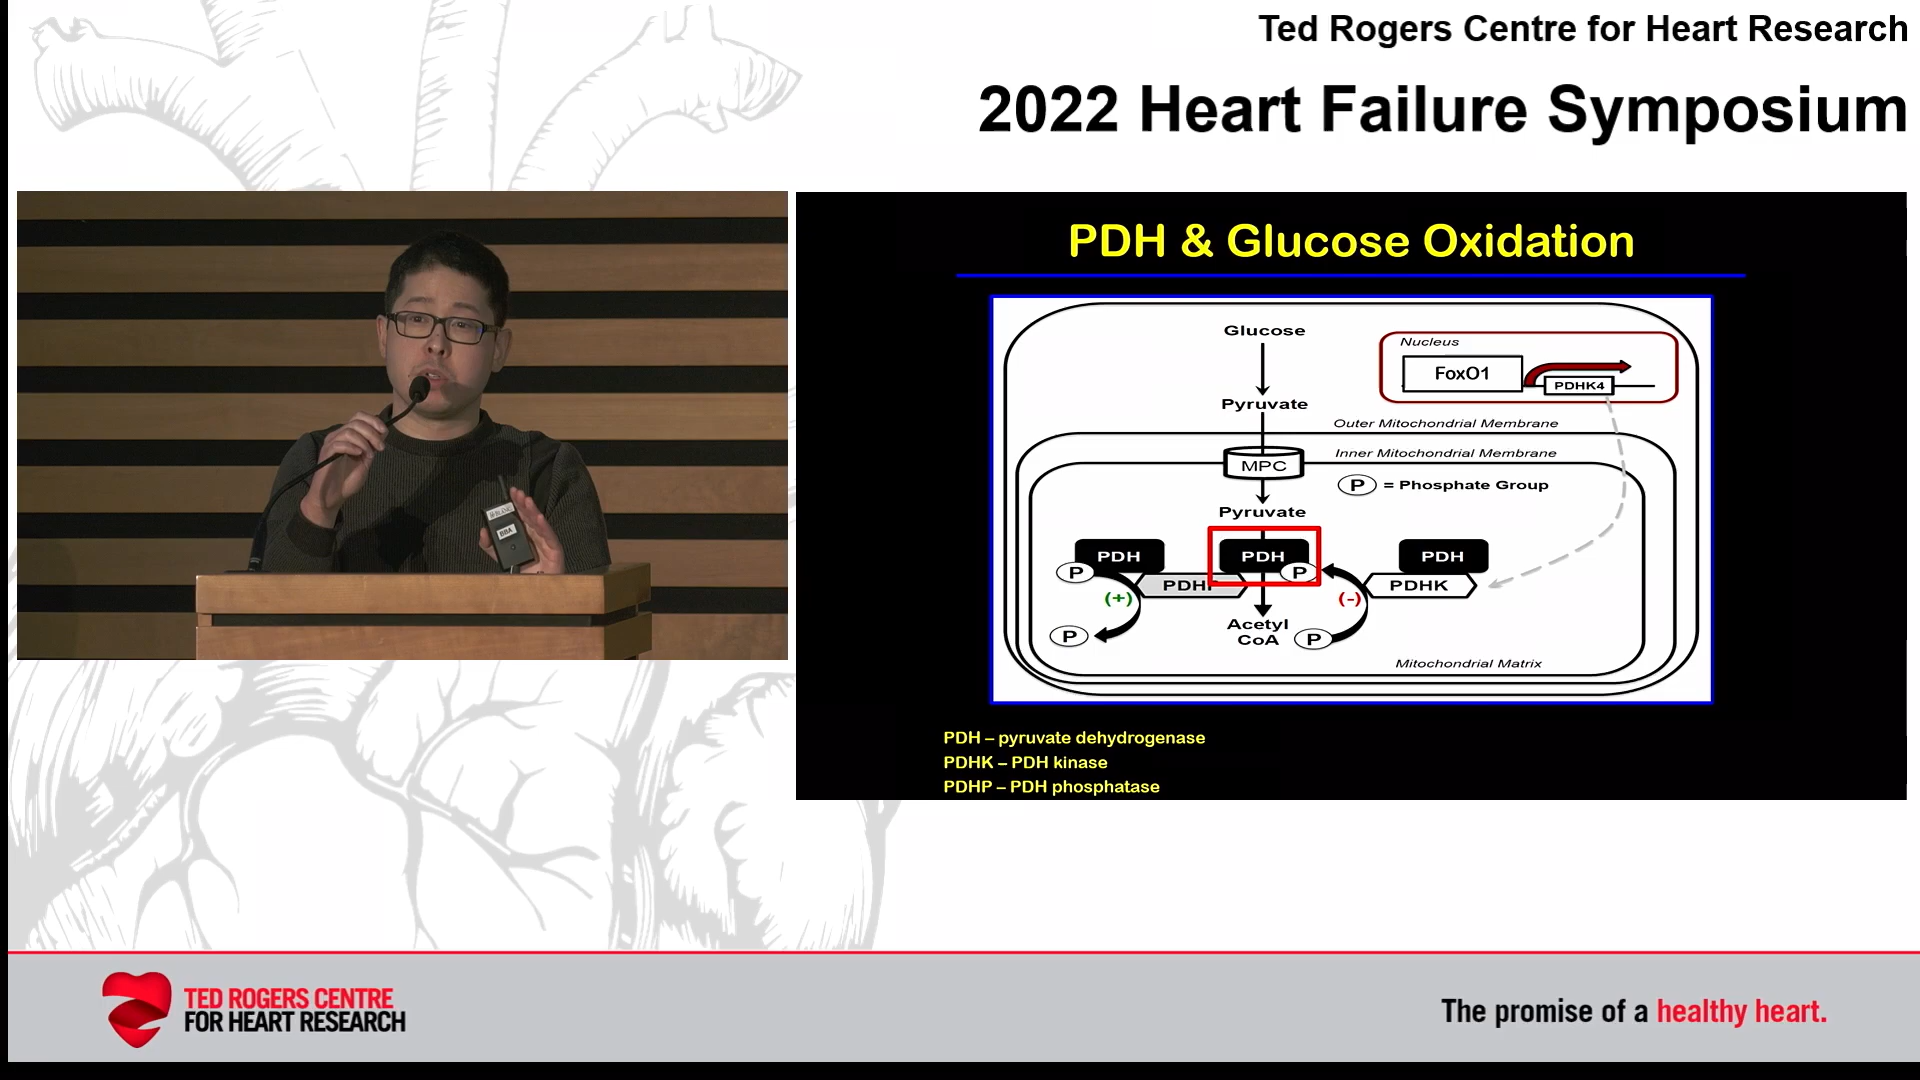 Ted Rogers Centre for Heart Research
2022 Heart Failure Symposium
BBA
PDH & Glucose Oxidation
Glucose
Nucleus
FoxO1
PDHK4
Pyruvate
Outer Mitochondrial Membrane
Inner Mitochondrial Membrane
MPC
P = Phosphate Group
Pyruvate
PDH
PDH
PDH
P
P
PDH
PDHK
(+)
(-)
Acetyl
CoA
P
P
Mitochondrial Matrix
PDH – pyruvate dehydrogenase
PDHK – PDH kinase
PDHP – PDH phosphatase
TED ROGERS CENTRE
FOR HEART RESEARCH
The promise of a healthy heart.